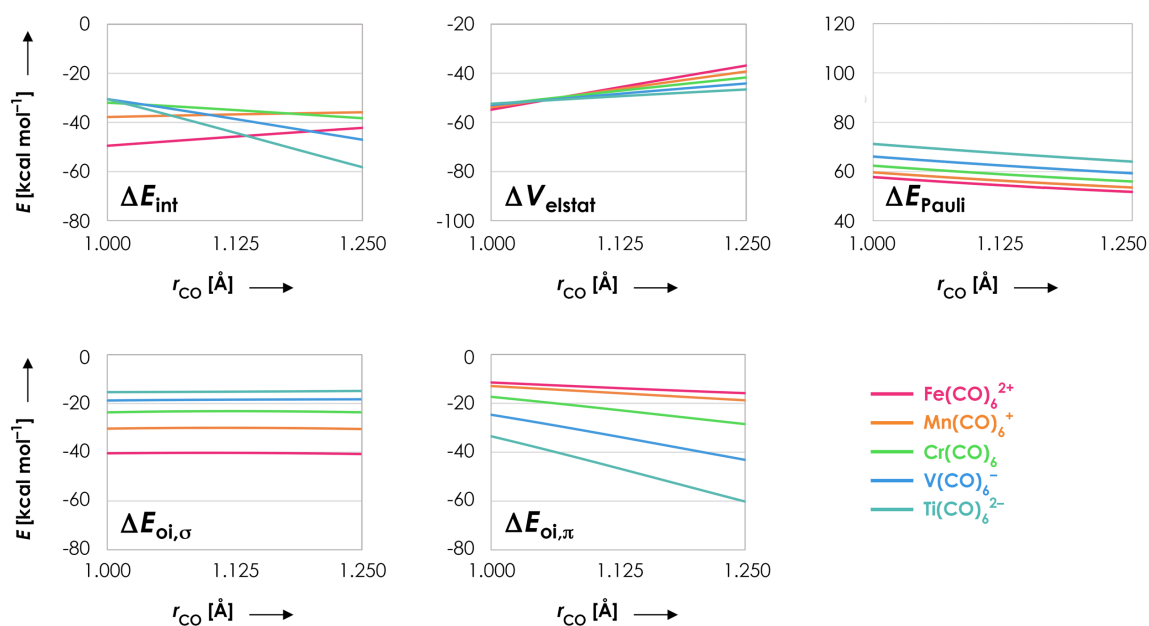 E [kcal mol⁻¹]
0
-20
-40
-60
-80
ΔE_int
1.000 1.125 1.250
r_CO [Å]
-20
-40
-60
-80
-100
ΔV_elstat
1.000 1.125 1.250
r_CO [Å]
120
100
80
60
40
ΔE_Pauli
1.000 1.125 1.250
r_CO [Å]
E [kcal mol⁻¹]
0
-20
-40
-60
-80
ΔE_oi,σ
1.000 1.125 1.250
r_CO [Å]
0
-20
-40
-60
-80
ΔE_oi,π
1.000 1.125 1.250
r_CO [Å]
Fe(CO)₆²⁺
Mn(CO)₆⁺
Cr(CO)₆
V(CO)₆⁻
Ti(CO)₆²⁻